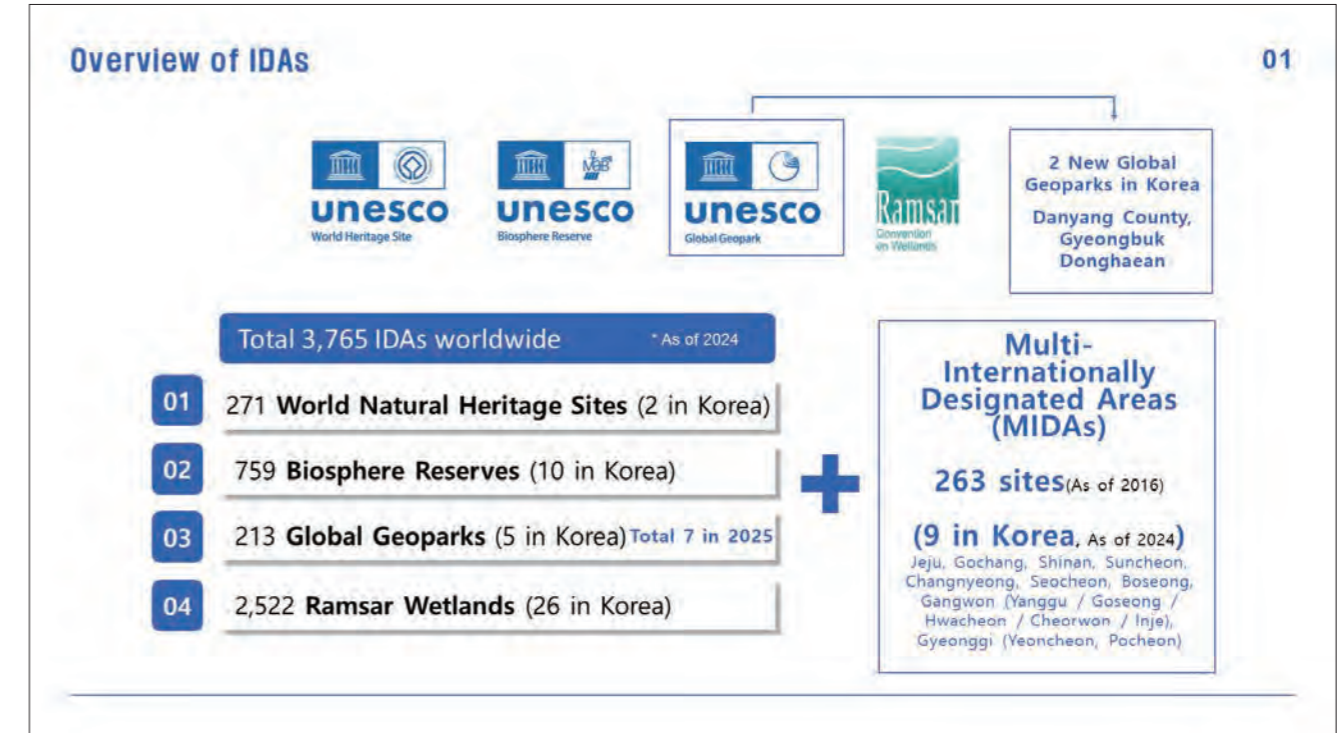 Overview of IDAs
01
unesco
World Heritage Site
MaB
unesco
Biosphere Reserve
unesco
Global Geopark
Ramsar
Convention
on Wetlands
2 New Global
Geoparks in Korea
Danyang County,
Gyeongbuk
Donghaean
Total 3,765 IDAs worldwide * As of 2024
01 271 World Natural Heritage Sites (2 in Korea)
02 759 Biosphere Reserves (10 in Korea)
03 213 Global Geoparks (5 in Korea) Total 7 in 2025
04 2,522 Ramsar Wetlands (26 in Korea)
+
Multi-
Internationally
Designated Areas
(MIDAs)
263 sites(As of 2016)
(9 in Korea, As of 2024)
Jeju, Gochang, Shinan, Suncheon,
Changnyeong, Seocheon, Boseong,
Gangwon (Yanggu / Goseong /
Hwacheon / Cheorwon / Inje),
Gyeonggi (Yeoncheon, Pocheon)